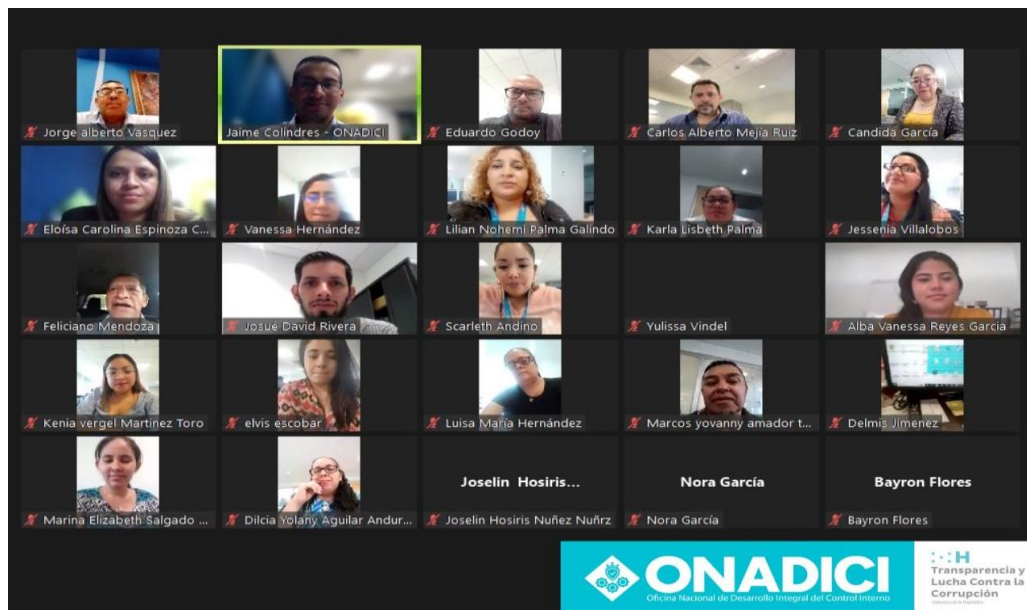 Jorge alberto Vasquez
Jaime Colindres - ONADICI
Eduardo Godoy
Carlos Alberto Mejia Ruiz
Candida García
Eloísa Carolina Espinoza C...
Vanessa Hernández
Lilian Nohemi Palma Galindo
Karla Lisbeth Palma
Jessenia Villalobos
Feliciano Mendoza
Josué David Rivera
Scarleth Andino
Yulissa Vindel
Alba Vanessa Reyes Garcia
Kenia vergel Martinez Toro
elvis escobar
Luisa María Hernández
Marcos yovanny amador t...
Delmis Jimenez
Marina Elizabeth Salgado ...
Dilcia Yolany Aguilar Andur...
Joselin Hosiris...
Joselin Hosiris Nuñez Nuñrz
Nora García
Nora García
Bayron Flores
Bayron Flores
ONADICI
Oficina Nacional de Desarrollo Integral del Control Interno
H
Transparencia y
Lucha Contra la
Corrupción